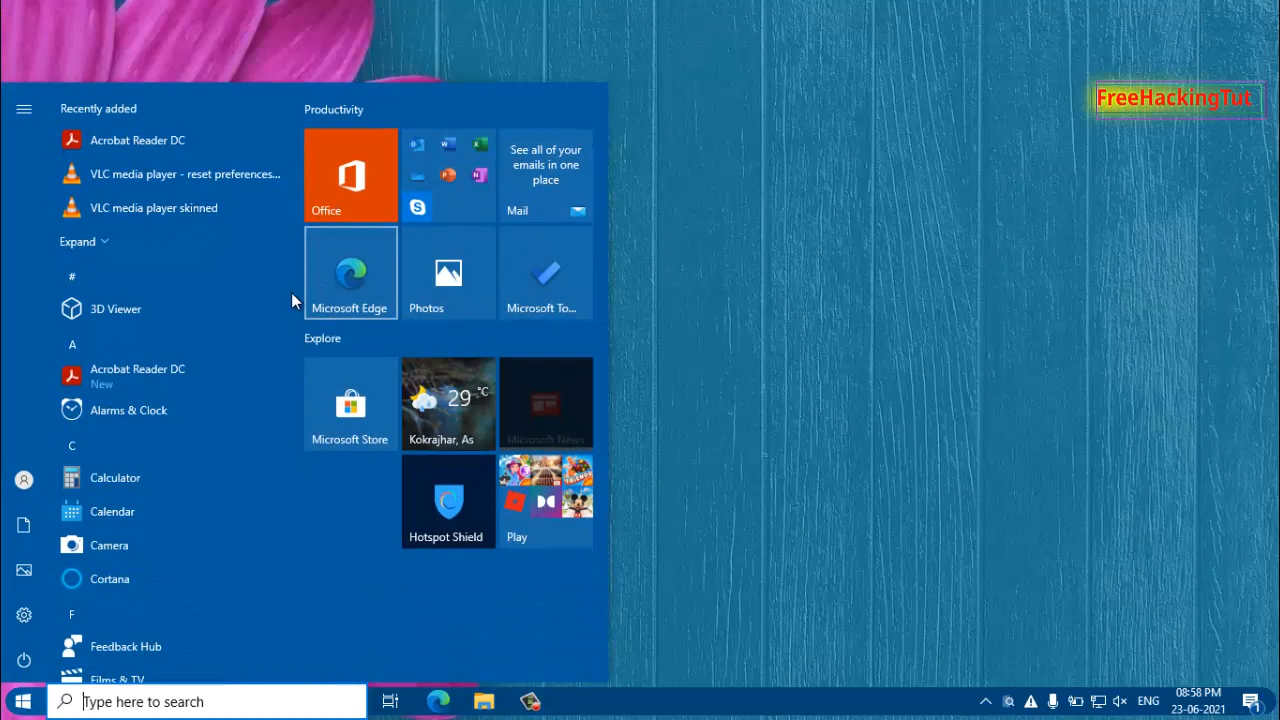 FreeHackingTut
Recently added
Acrobat Reader DC
VLC media player - reset preferences...
VLC media player skinned
Expand
#
3D Viewer
A
Acrobat Reader DC
New
Alarms & Clock
C
Calculator
Calendar
Camera
Cortana
F
Feedback Hub
Films & TV
Productivity
Office
See all of your
emails in one
place
Mail
Microsoft Edge
Photos
Microsoft To...
Explore
Microsoft Store
29 °C
Kokrajhar, As
Microsoft News
Hotspot Shield
Play
Type here to search
ENG
08:58 PM
23-06-2021
1